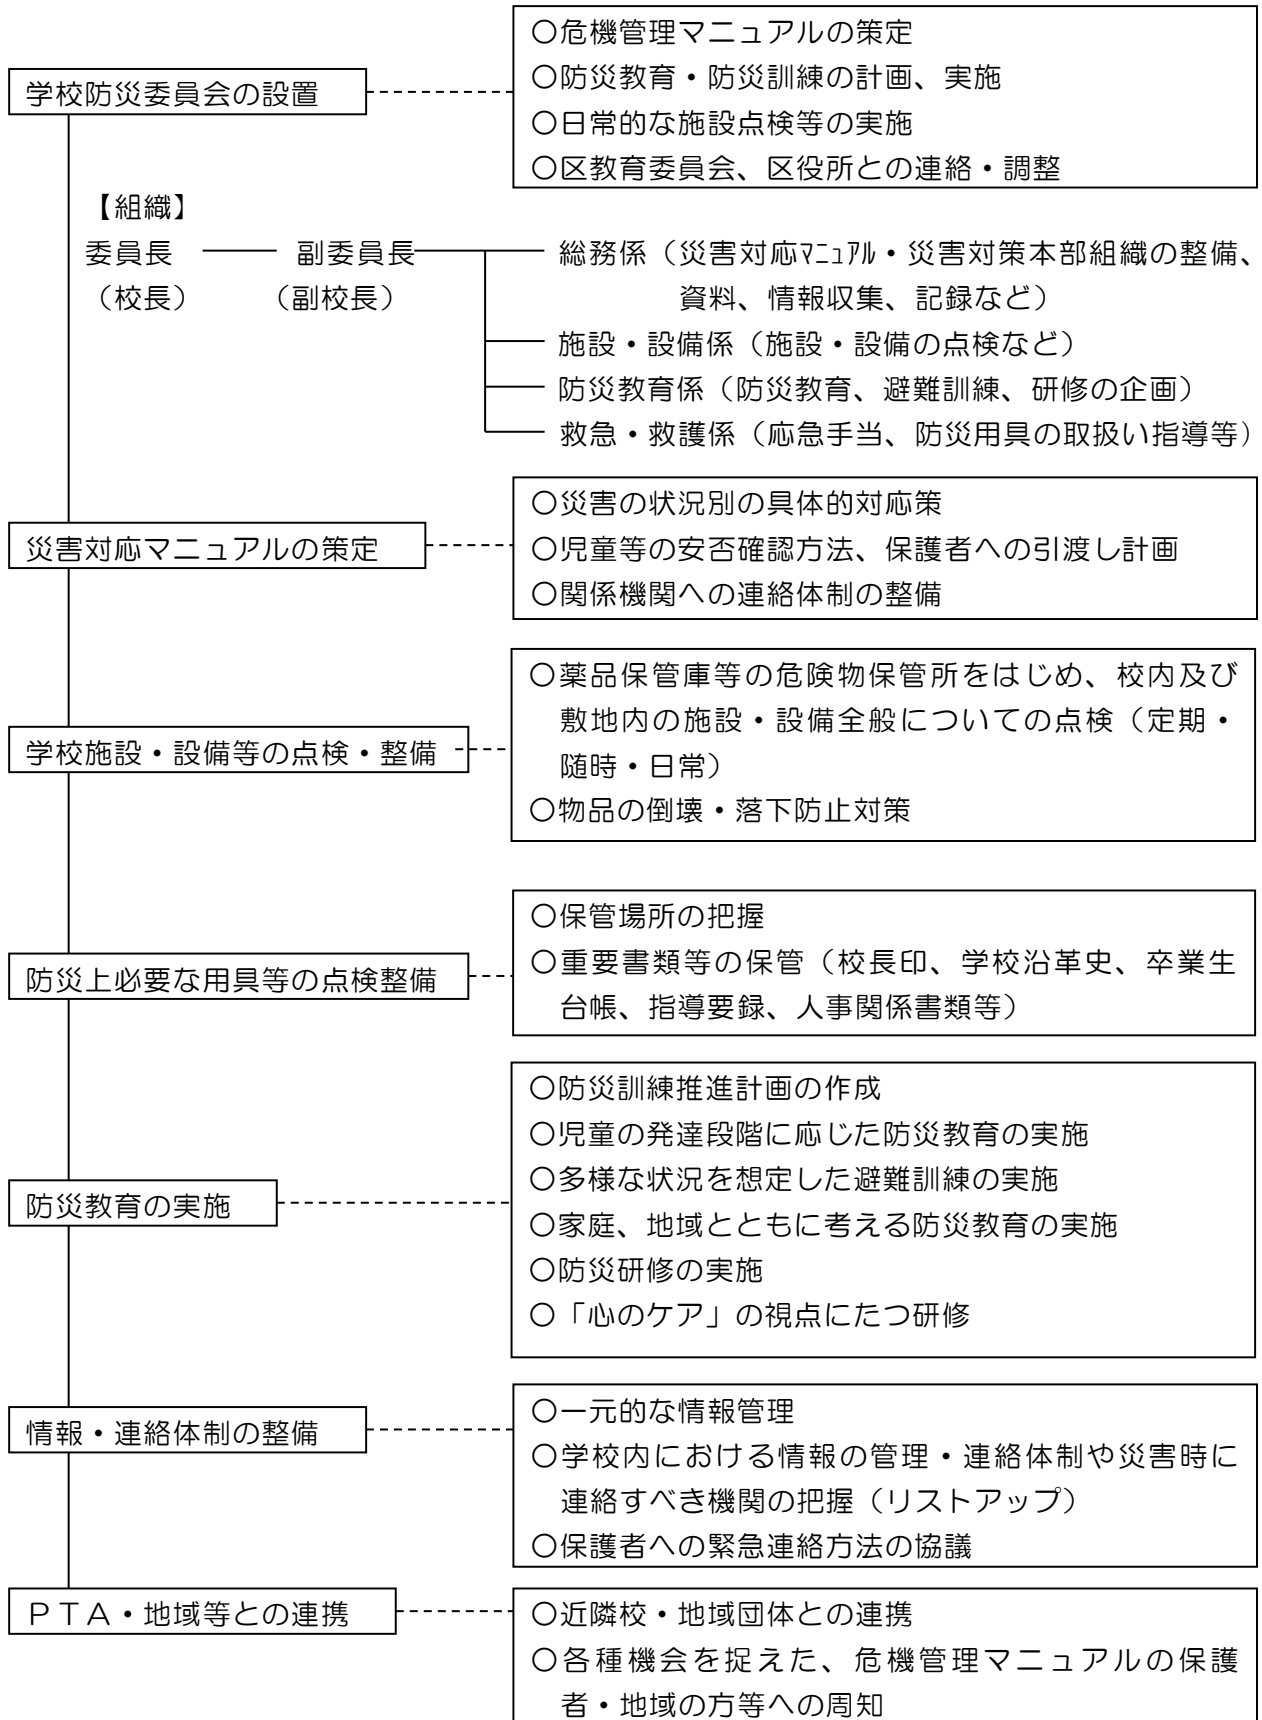 学校防災委員会の設置
○危機管理マニュアルの策定
○防災教育・防災訓練の計画、実施
○日常的な施設点検等の実施
○区教育委員会、区役所との連絡・調整
【組織】
委員長 副委員長 総務係（災害対応ﾏﾆｭｱﾙ・災害対策本部組織の整備、
（校長） （副校長） 資料、情報収集、記録など）
施設・設備係（施設・設備の点検など）
防災教育係（防災教育、避難訓練、研修の企画）
救急・救護係（応急手当、防災用具の取扱い指導等）
災害対応マニュアルの策定
○災害の状況別の具体的対応策
○児童等の安否確認方法、保護者への引渡し計画
○関係機関への連絡体制の整備
学校施設・設備等の点検・整備
○薬品保管庫等の危険物保管所をはじめ、校内及び
敷地内の施設・設備全般についての点検（定期・
随時・日常）
○物品の倒壊・落下防止対策
防災上必要な用具等の点検整備
○保管場所の把握
○重要書類等の保管（校長印、学校沿革史、卒業生
台帳、指導要録、人事関係書類等）
防災教育の実施
○防災訓練推進計画の作成
○児童の発達段階に応じた防災教育の実施
○多様な状況を想定した避難訓練の実施
○家庭、地域とともに考える防災教育の実施
○防災研修の実施
○「心のケア」の視点にたつ研修
情報・連絡体制の整備
○一元的な情報管理
○学校内における情報の管理・連絡体制や災害時に
連絡すべき機関の把握（リストアップ）
○保護者への緊急連絡方法の協議
ＰＴＡ・地域等との連携
○近隣校・地域団体との連携
○各種機会を捉えた、危機管理マニュアルの保護
者・地域の方等への周知